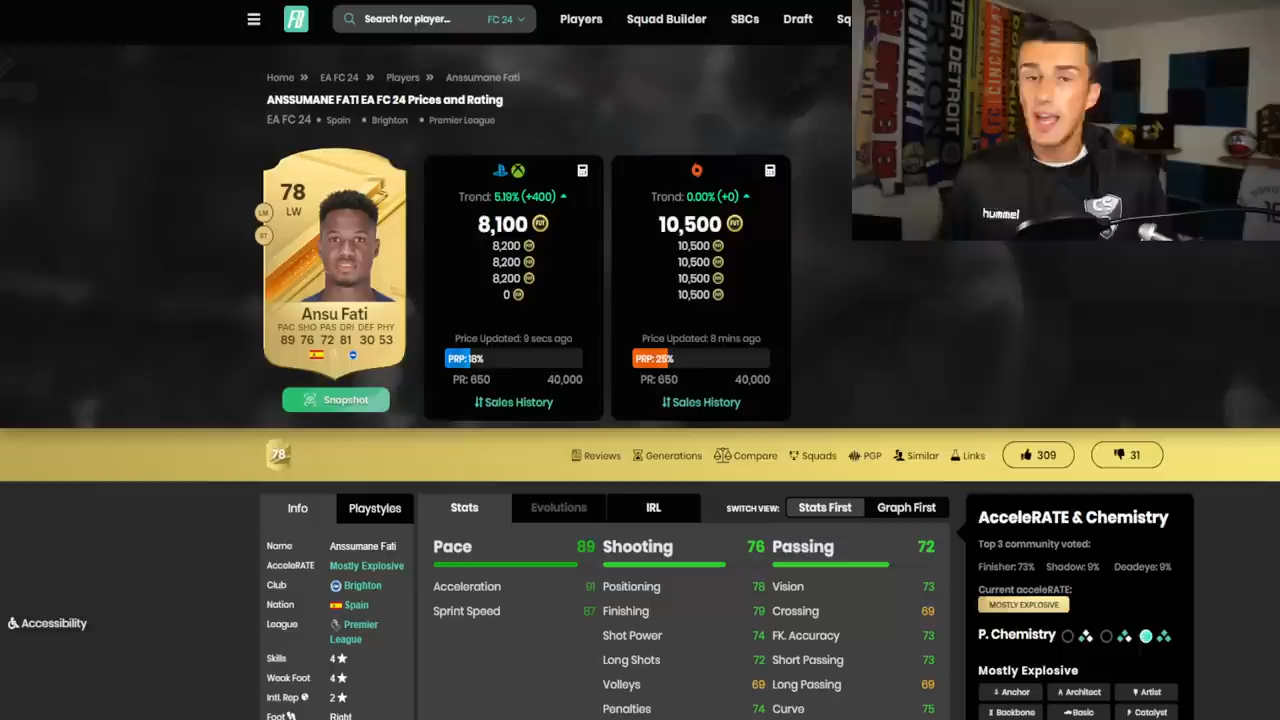 FB
Search for player...
FC 24
Players
Squad Builder
SBCs
Draft
Sq
Home » EA FC 24 » Players » Anssumane Fati
ANSSUMANE FATI EA FC 24 Prices and Rating
EA FC 24 • Spain • Brighton • Premier League
78
LW
LM
ST
Ansu Fati
PAC SHO PAS DRI DEF PHY
89 76 72 81 30 53
Snapshot
Trend: 5.19% (+400)
8,100
8,200
8,200
8,200
0
Price Updated: 9 secs ago
PRP: 18%
PR: 650
40,000
Sales History
Trend: 0.00% (+0)
10,500
10,500
10,500
10,500
10,500
Price Updated: 8 mins ago
PRP: 25%
PR: 650
40,000
Sales History
CINCINNATI
TER DETROIT
FC CINCINNATI
hummel
78
Reviews
Generations
Compare
Squads
PGP
Similar
Links
309
31
Info
Playstyles
Name Anssumane Fati
AcceleRATE Mostly Explosive
Club Brighton
Nation Spain
League Premier
League
Skills 4★
Weak Foot 4★
Intl. Rep 2★
Foot Right
Stats
Evolutions
IRL
SWITCH VIEW:
Stats First
Graph First
Pace 89
Acceleration 91
Sprint Speed 87
Shooting 76
Positioning 78
Finishing 79
Shot Power 74
Long Shots 72
Volleys 69
Penalties 74
Passing 72
Vision 73
Crossing 69
FK. Accuracy 73
Short Passing 73
Long Passing 69
Curve 75
AcceleRATE & Chemistry
Top 3 community voted:
Finisher: 73% Shadow: 9% Deadeye: 9%
Current acceleRATE:
MOSTLY EXPLOSIVE
P. Chemistry
Mostly Explosive
Anchor
Architect
Artist
Backbone
Basic
Catalyst
Accessibility